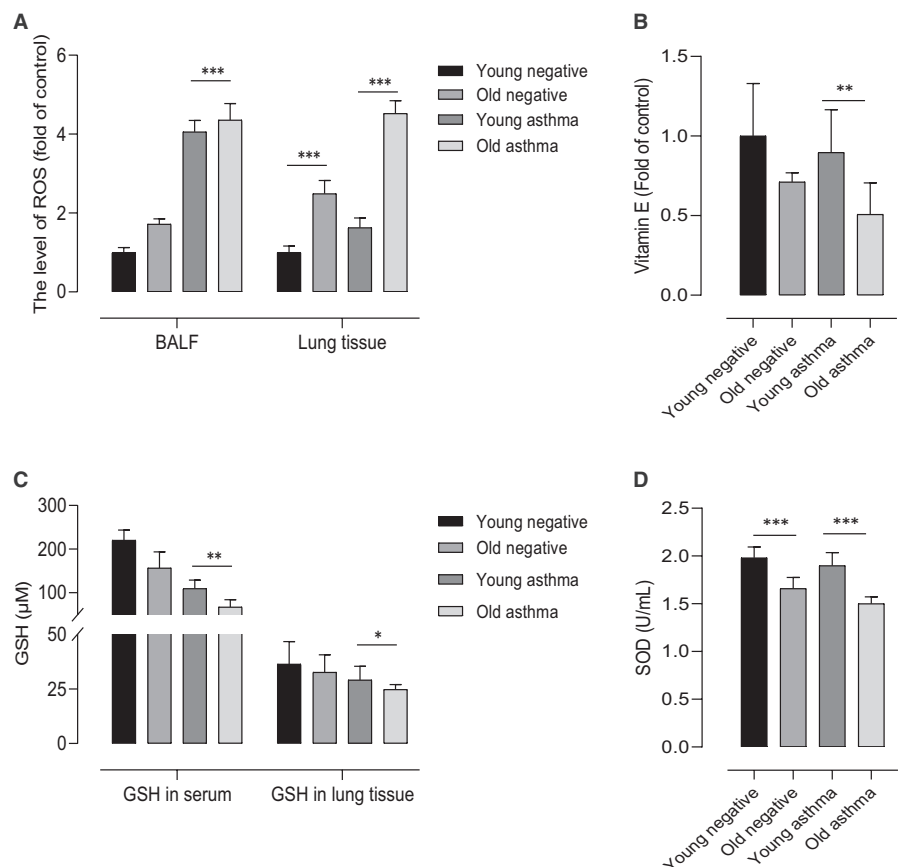 A
The level of ROS (fold of control)
6
4
2
0
***
***
***
BALF
Lung tissue
Young negative
Old negative
Young asthma
Old asthma
B
Vitamin E (Fold of control)
1.5
1.0
0.5
0.0
**
Young negative
Old negative
Young asthma
Old asthma
C
GSH (µM)
300
200
100
50
25
0
**
*
GSH in serum
GSH in lung tissue
Young negative
Old negative
Young asthma
Old asthma
D
SOD (U/mL)
2.5
2.0
1.5
1.0
0.5
0.0
***
***
Young negative
Old negative
Young asthma
Old asthma